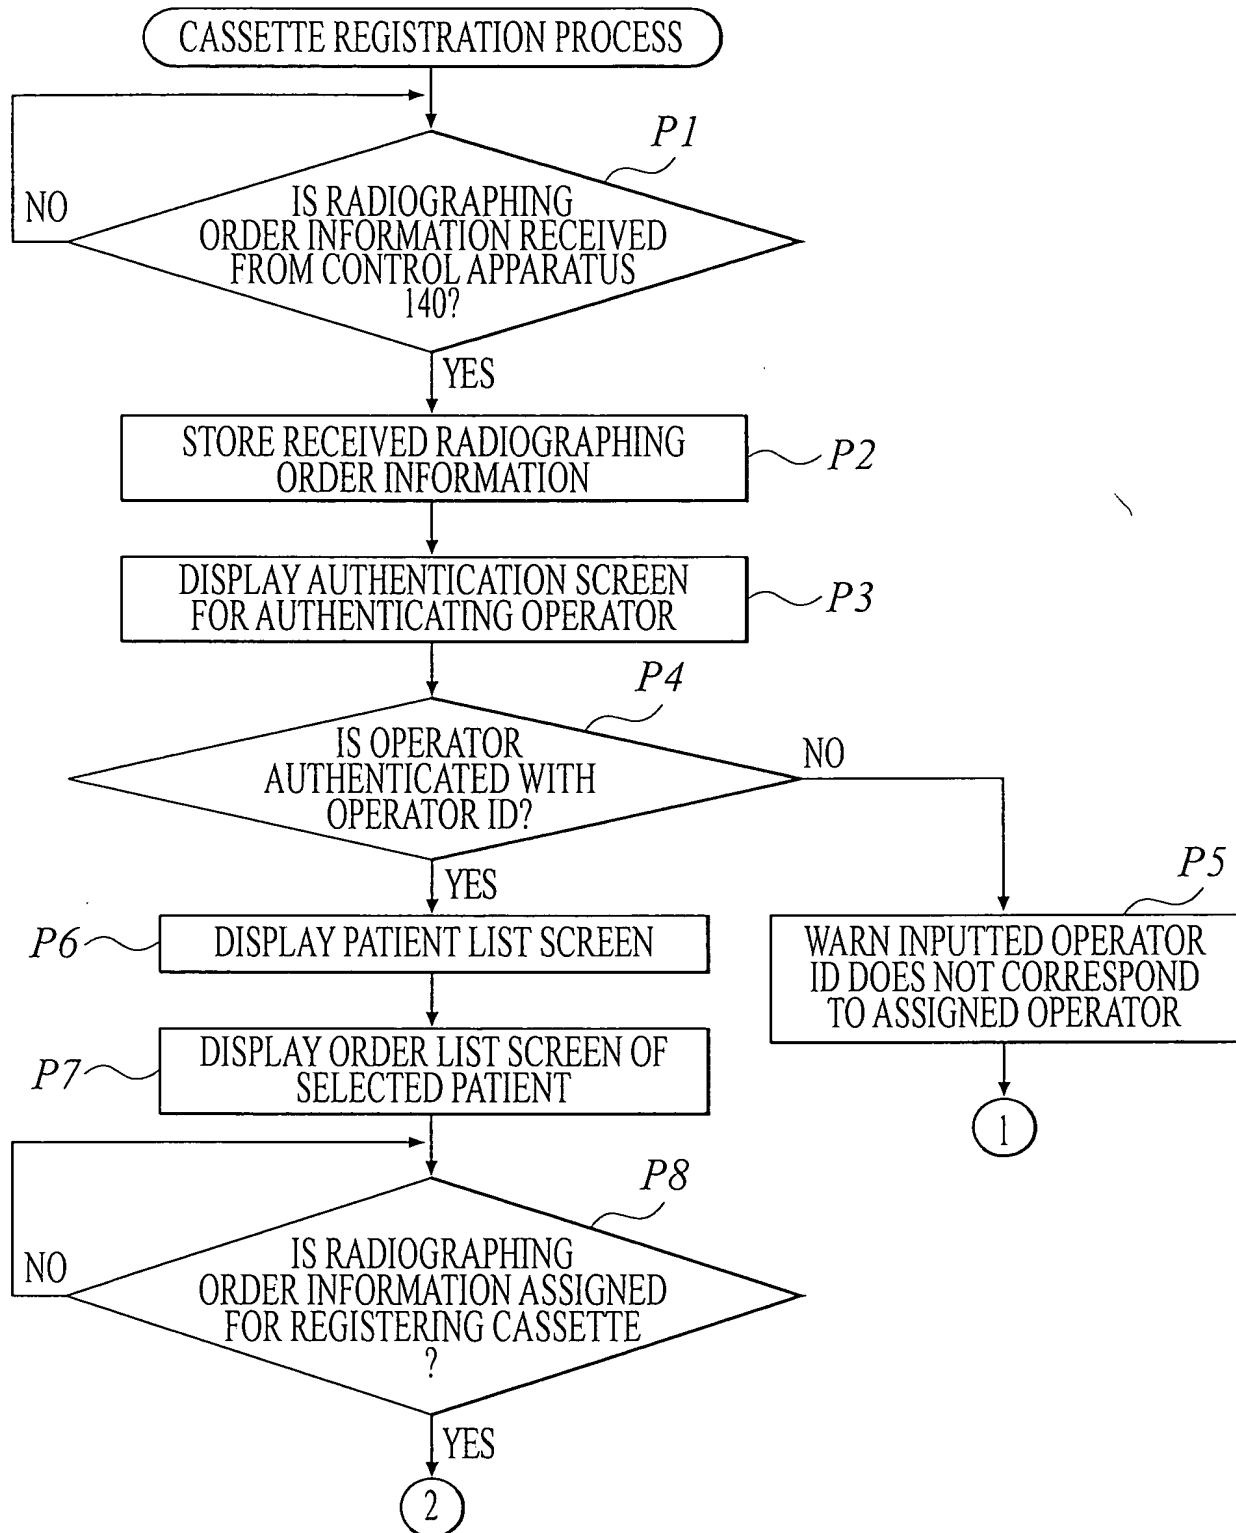 CASSETTE REGISTRATION PROCESS
P1
IS RADIOGRAPHING
ORDER INFORMATION RECEIVED
FROM CONTROL APPARATUS
140?
NO
YES
STORE RECEIVED RADIOGRAPHING
ORDER INFORMATION
P2
DISPLAY AUTHENTICATION SCREEN
FOR AUTHENTICATING OPERATOR
P3
P4
IS OPERATOR
AUTHENTICATED WITH
OPERATOR ID?
NO
YES
P5
WARN INPUTTED OPERATOR
ID DOES NOT CORRESPOND
TO ASSIGNED OPERATOR
1
P6
DISPLAY PATIENT LIST SCREEN
P7
DISPLAY ORDER LIST SCREEN OF
SELECTED PATIENT
P8
IS RADIOGRAPHING
ORDER INFORMATION ASSIGNED
FOR REGISTERING CASSETTE
?
NO
YES
2